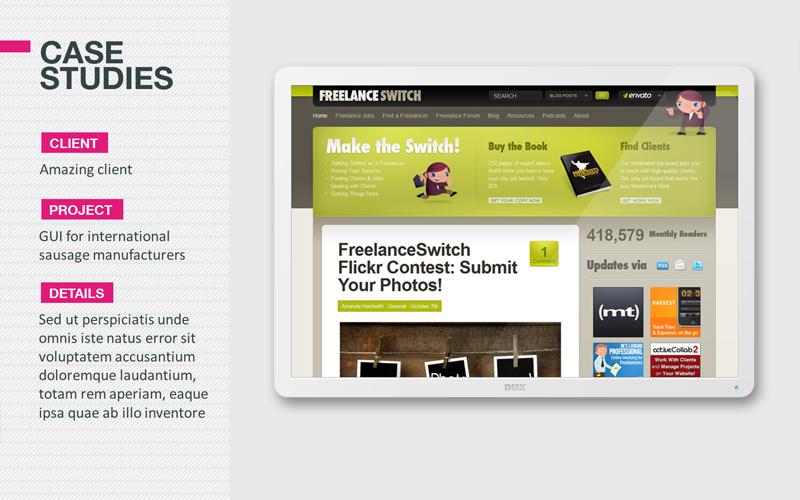 CASE
STUDIES
CLIENT
Amazing client
PROJECT
GUI for international
sausage manufacturers
DETAILS
Sed ut perspiciatis unde
omnis iste natus error sit
voluptatem accusantium
doloremque laudantium,
totam rem aperiam, eaque
ipsa quae ab illo inventore
FREELANCE SWITCH
SEARCH
BLOG POSTS
GO
envato
Home Freelance Jobs Find a Freelancer Freelance Forum Blog Resources Podcasts About
Make the Switch!
Getting Started as a Freelancer
Pricing Your Services
Finding Clients & Jobs
Dealing with Clients
Getting Things Done
Buy the Book
212 pages of expert advice
that'll show you how to leave
your day job behind. Only
$29
GET YOUR COPY NOW
Find Clients
Our moderated job board puts you
in touch with high-quality clients.
The only job board that works the
way freelancers think.
GET WORK NOW
FreelanceSwitch
Flickr Contest: Submit
Your Photos!
1
Comment
Amanda Hackwith General October 7th
418,579 Monthly Readers
Updates via
RSS
(mt)
HARVEST
Track Time
& Expenses on the go
HE'S LOOKING
PROFESSIONAL
Online Invoicing for
Freelancers
activeCollab 2
Work With Clients
and Manage Projects
on Your Website!
DMX